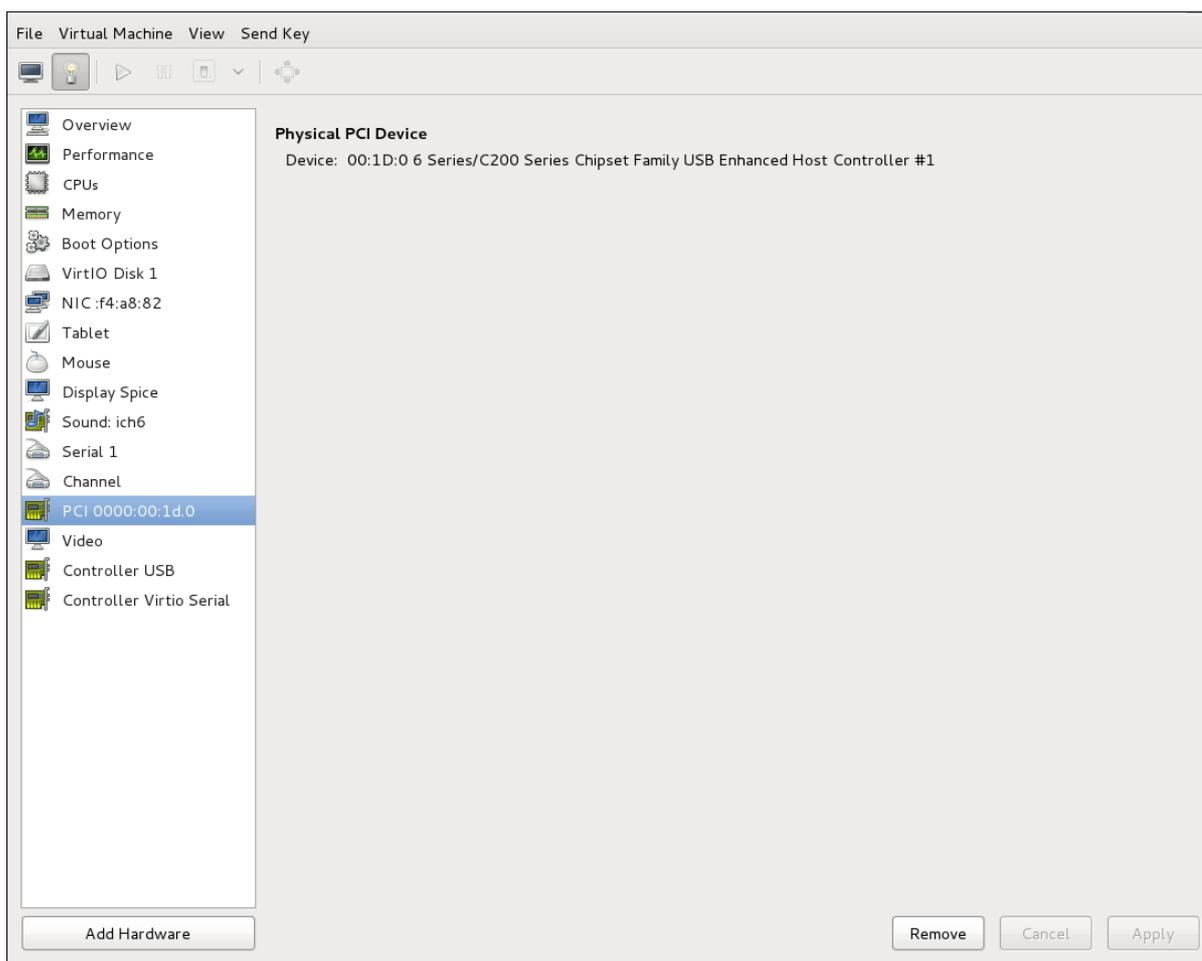 File Virtual Machine View Send Key
Overview
Performance
CPUs
Memory
Boot Options
VirtIO Disk 1
NIC :f4:a8:82
Tablet
Mouse
Display Spice
Sound: ich6
Serial 1
Channel
PCI 0000:00:1d.0
Video
Controller USB
Controller Virtio Serial
Add Hardware
Physical PCI Device
Device: 00:1D:0 6 Series/C200 Series Chipset Family USB Enhanced Host Controller #1
Remove Cancel Apply